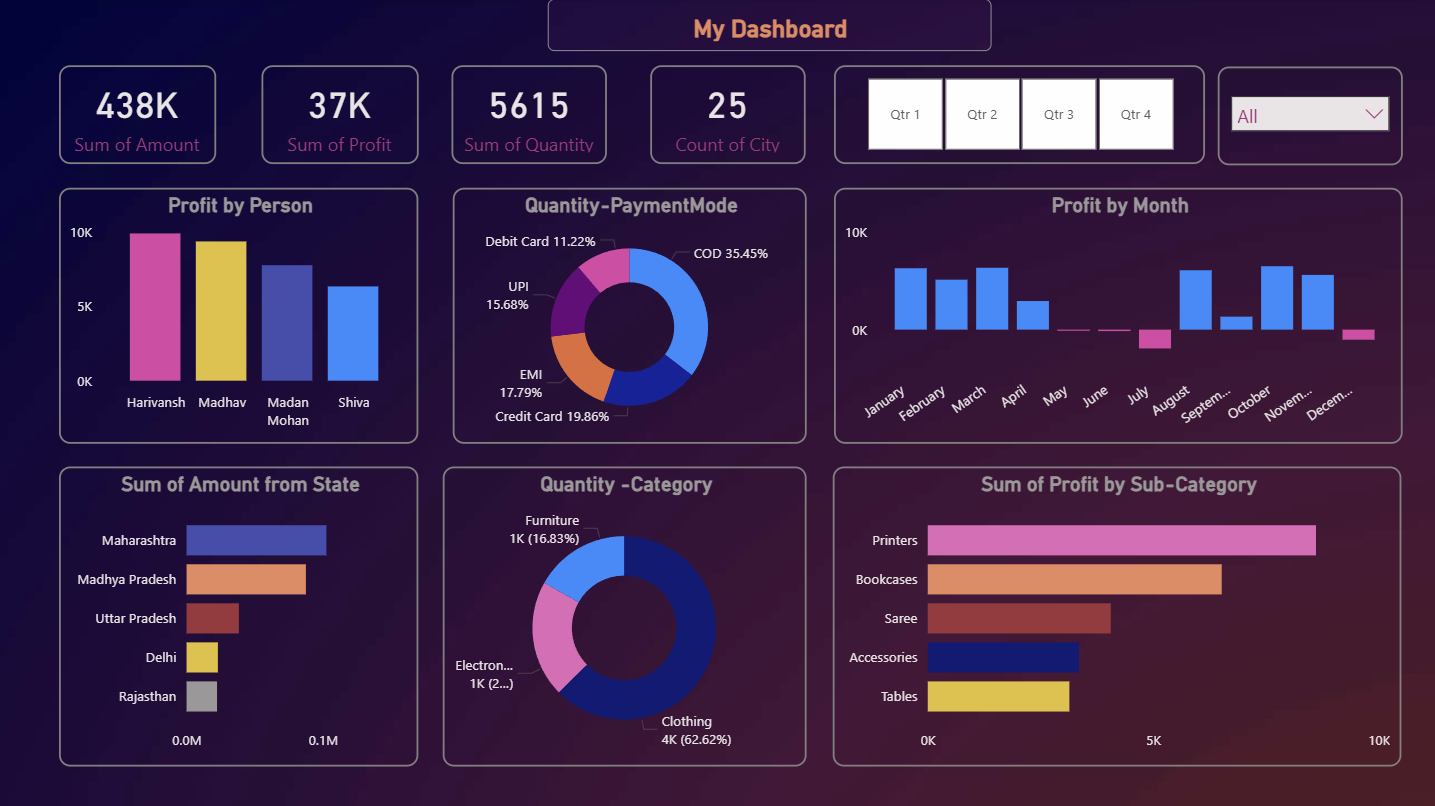 My Dashboard
438K
Sum of Amount
37K
Sum of Profit
5615
Sum of Quantity
25
Count of City
Qtr 1
Qtr 2
Qtr 3
Qtr 4
All
Profit by Person
10K
5K
0K
Harivansh
Madhav
Madan
Mohan
Shiva
Quantity-PaymentMode
Debit Card 11.22%
COD 35.45%
UPI
15.68%
EMI
17.79%
Credit Card 19.86%
Profit by Month
10K
0K
January
February
March
April
May
June
July
August
Septem...
October
Novem...
Decem...
Sum of Amount from State
Maharashtra
Madhya Pradesh
Uttar Pradesh
Delhi
Rajasthan
0.0M
0.1M
Quantity -Category
Furniture
1K (16.83%)
Electron...
1K (2...)
Clothing
4K (62.62%)
Sum of Profit by Sub-Category
Printers
Bookcases
Saree
Accessories
Tables
0K
5K
10K